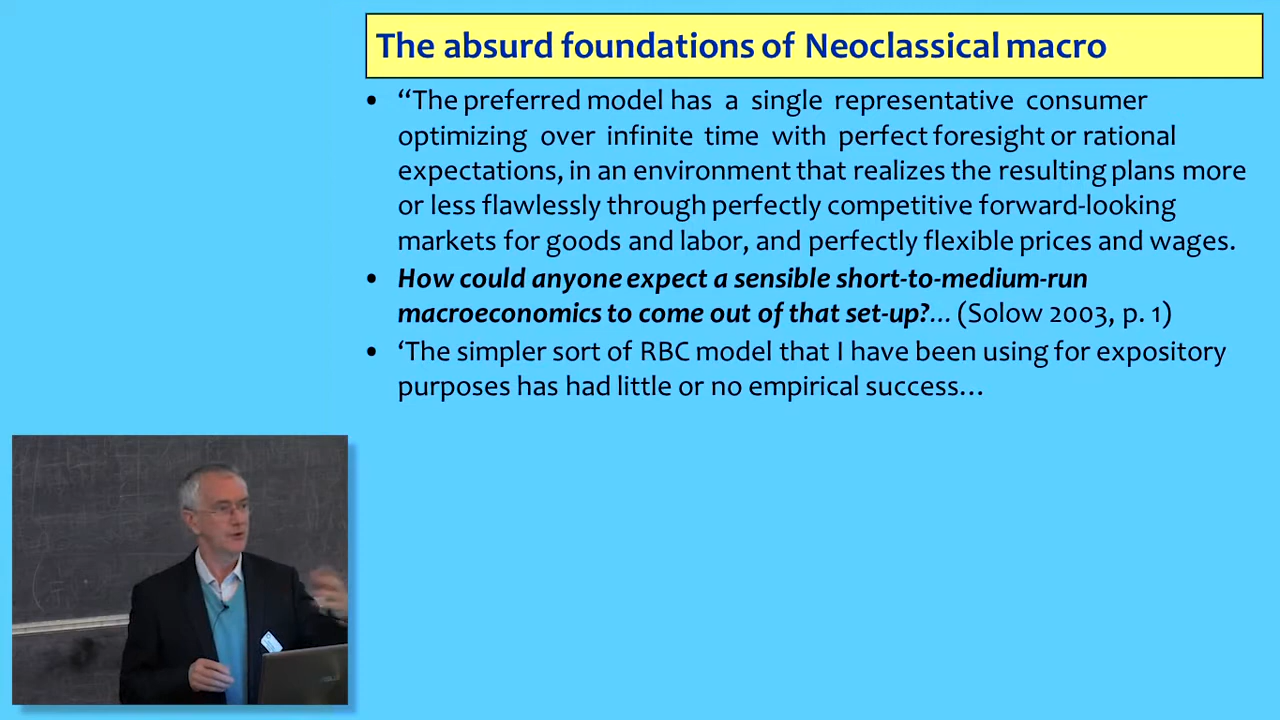 The absurd foundations of Neoclassical macro
• “The preferred model has a single representative consumer
optimizing over infinite time with perfect foresight or rational
expectations, in an environment that realizes the resulting plans more
or less flawlessly through perfectly competitive forward-looking
markets for goods and labor, and perfectly flexible prices and wages.
• How could anyone expect a sensible short-to-medium-run
macroeconomics to come out of that set-up?... (Solow 2003, p. 1)
• ‘The simpler sort of RBC model that I have been using for expository
purposes has had little or no empirical success…